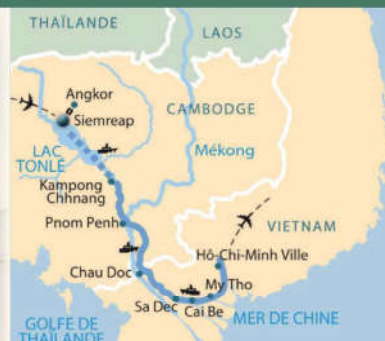 THAÏLANDE
LAOS
Angkor
Siemreap
CAMBODGE
Mékong
LAC
TONLE
Kampong
Chhnang
Pnom Penh
VIETNAM
Hô-Chi-Minh Ville
Chau Doc
My Tho
Sa Dec
Cai Be
MER DE CHINE
GOLFE DE
THAÏLANDE